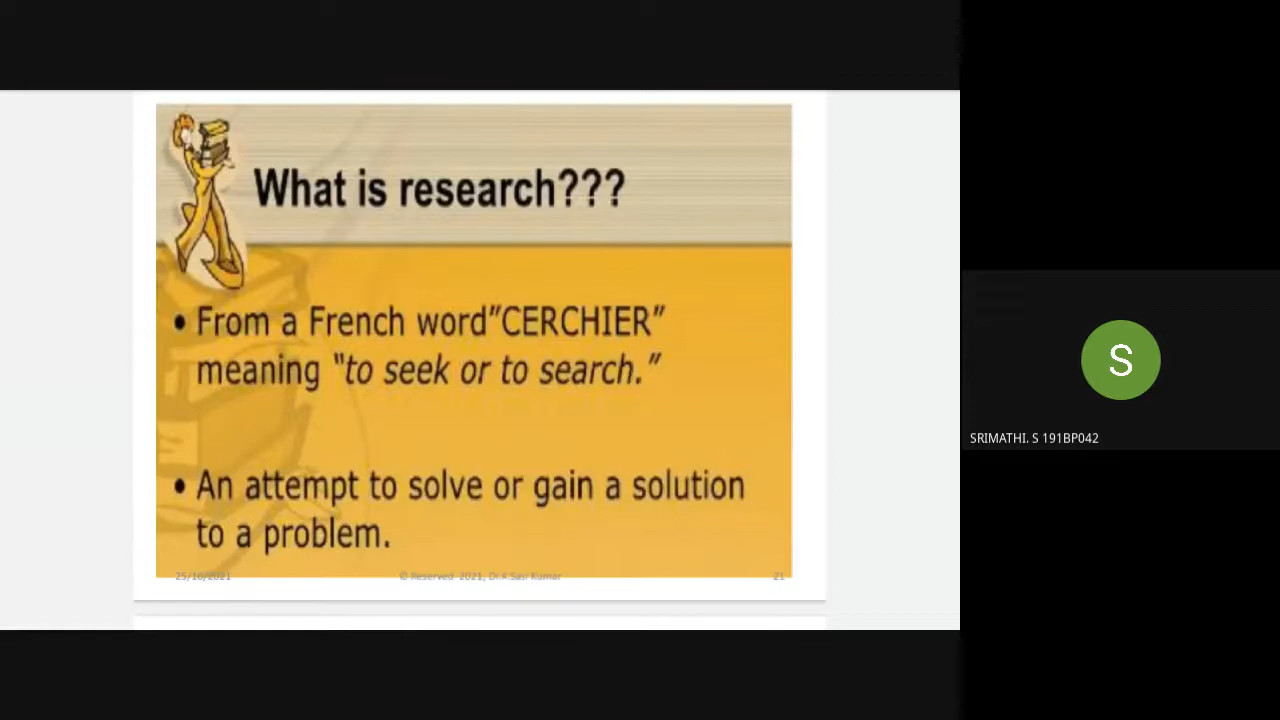 What is research???
• From a French word"CERCHIER"
meaning "to seek or to search."
• An attempt to solve or gain a solution
to a problem.
25/10/2021 © Reserved 2021, Dr.K.Sasi Kumar 21
S
SRIMATHI. S 191BP042